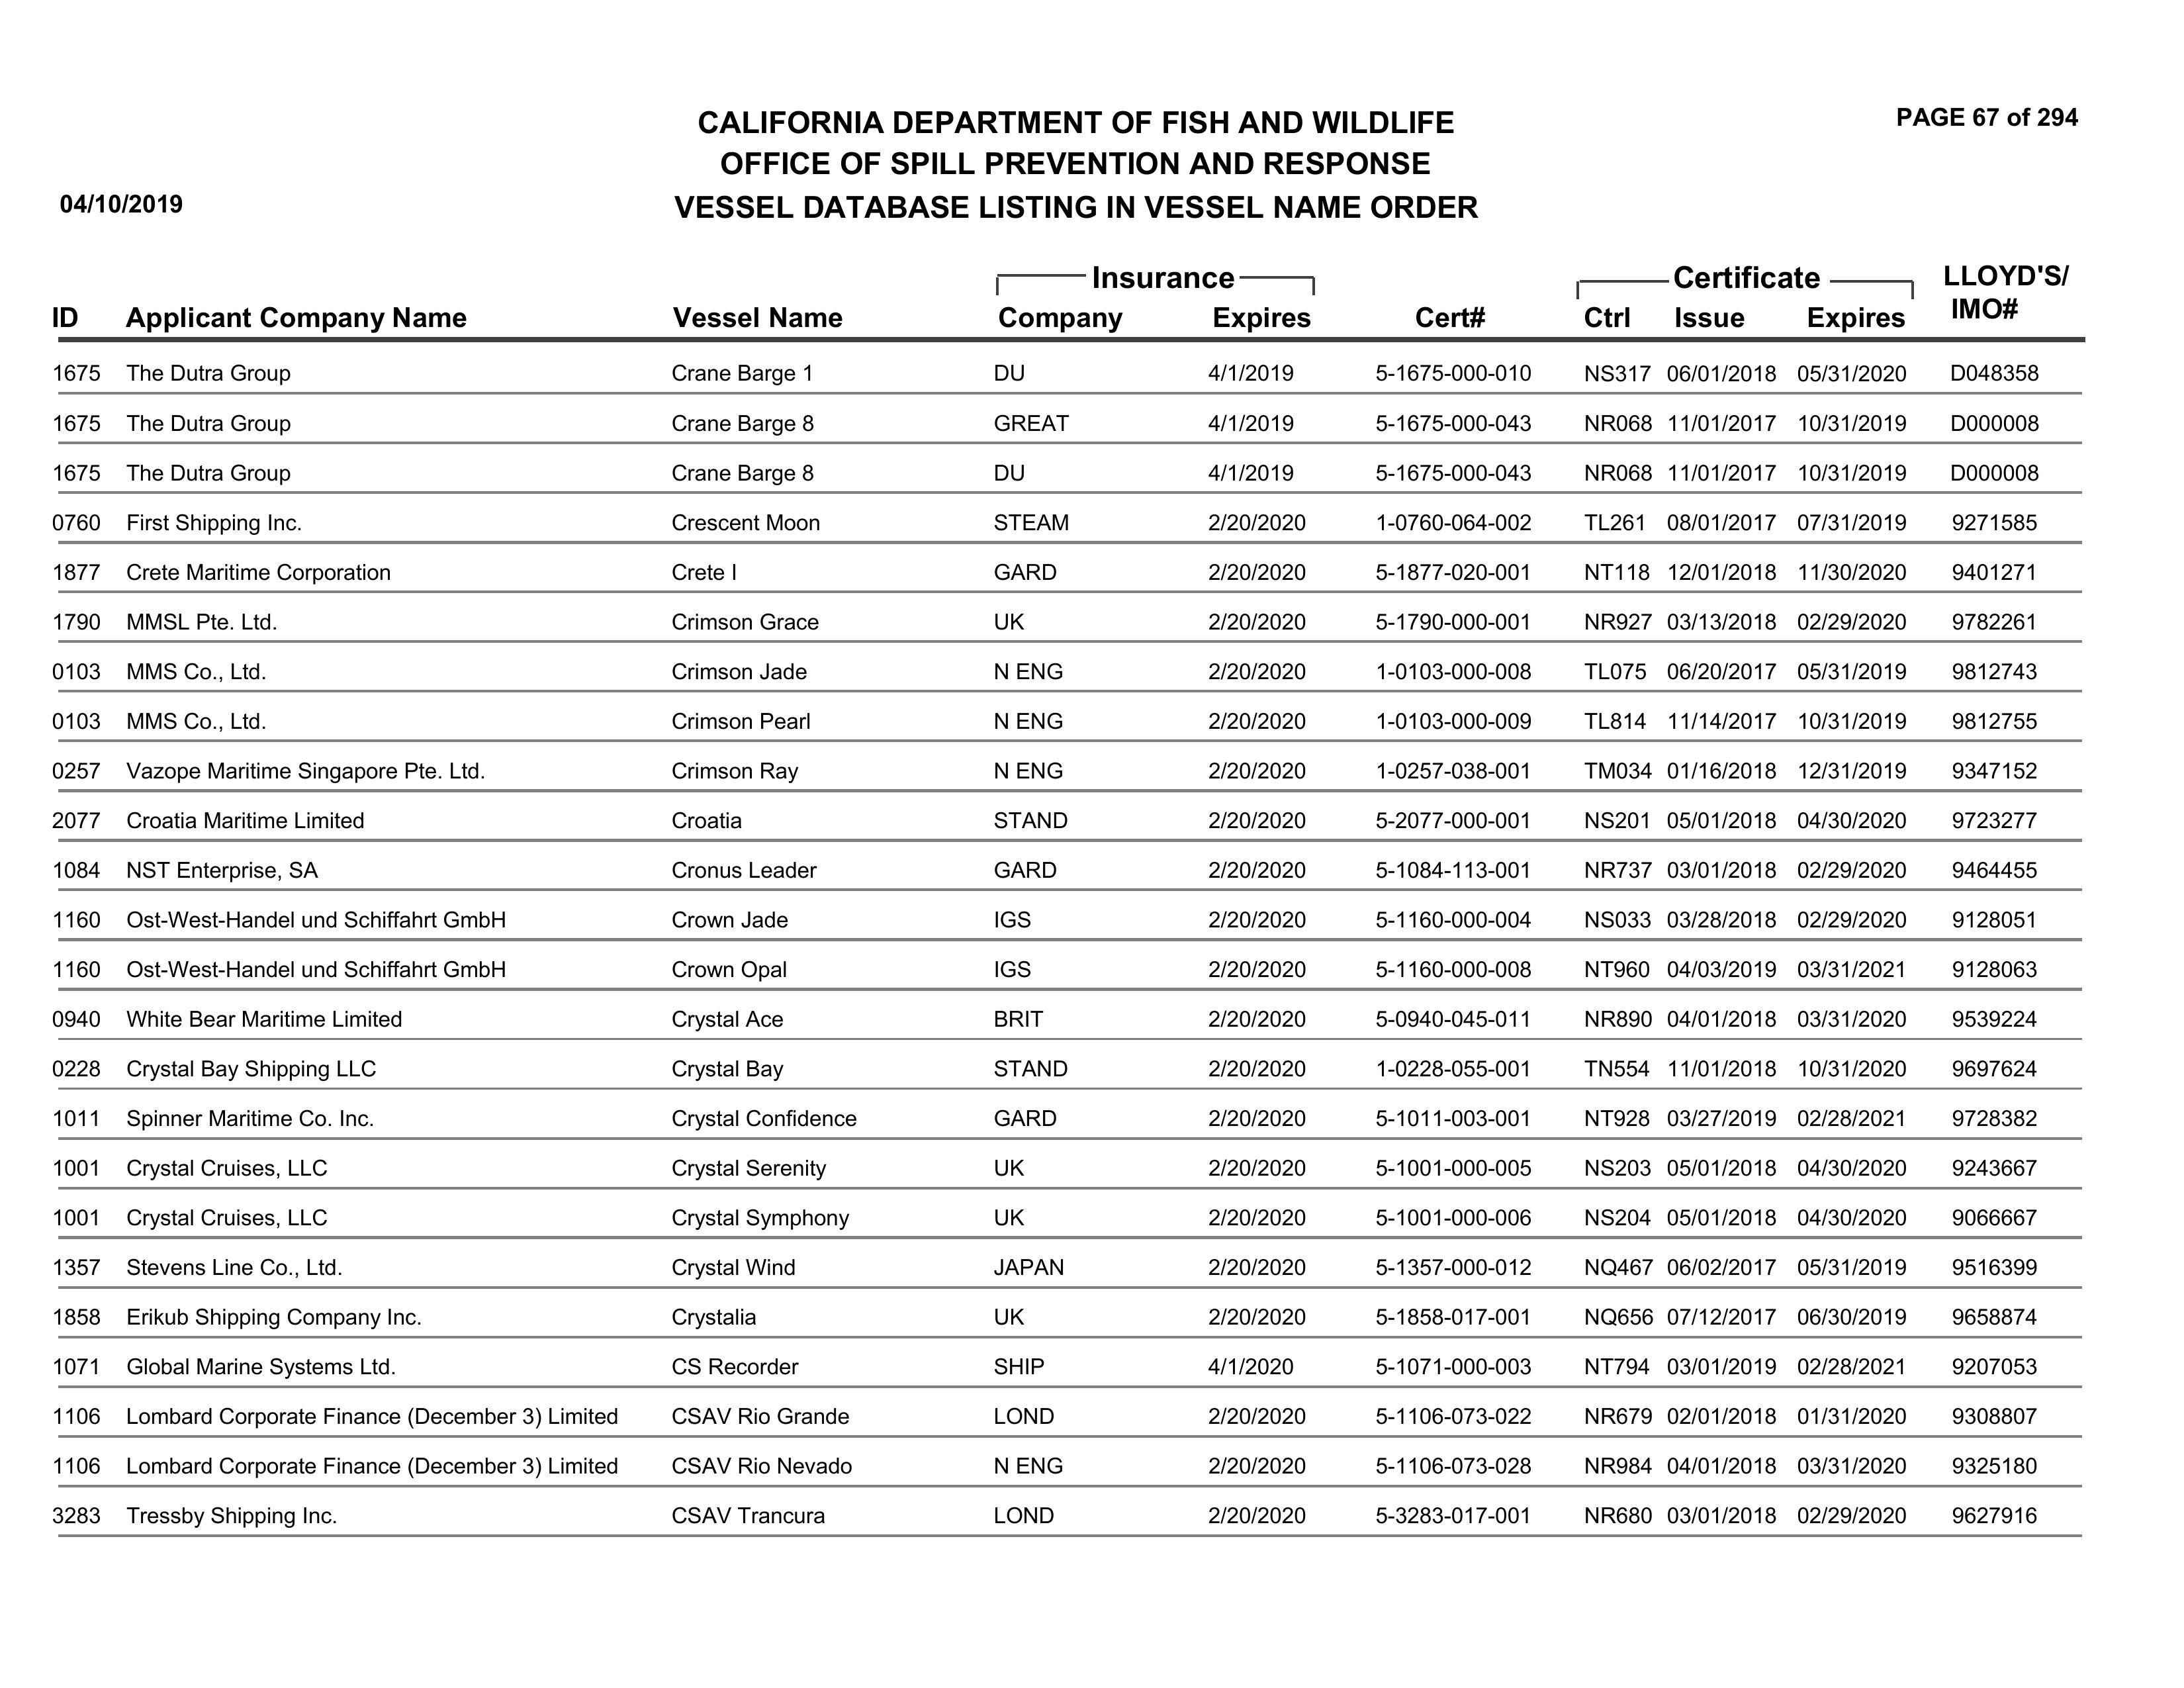 PAGE 67 of 294
CALIFORNIA DEPARTMENT OF FISH AND WILDLIFE
OFFICE OF SPILL PREVENTION AND RESPONSE
04/10/2019 VESSEL DATABASE LISTING IN VESSEL NAME ORDER
Insurance Certificate LLOYD'S/
ID Applicant Company Name Vessel Name Company Expires Cert# Ctrl Issue Expires IMO#
1675 The Dutra Group Crane Barge 1 DU 4/1/2019 5-1675-000-010 NS317 06/01/2018 05/31/2020 D048358
1675 The Dutra Group Crane Barge 8 GREAT 4/1/2019 5-1675-000-043 NR068 11/01/2017 10/31/2019 D000008
1675 The Dutra Group Crane Barge 8 DU 4/1/2019 5-1675-000-043 NR068 11/01/2017 10/31/2019 D000008
0760 First Shipping Inc. Crescent Moon STEAM 2/20/2020 1-0760-064-002 TL261 08/01/2017 07/31/2019 9271585
1877 Crete Maritime Corporation Crete I GARD 2/20/2020 5-1877-020-001 NT118 12/01/2018 11/30/2020 9401271
1790 MMSL Pte. Ltd. Crimson Grace UK 2/20/2020 5-1790-000-001 NR927 03/13/2018 02/29/2020 9782261
0103 MMS Co., Ltd. Crimson Jade N ENG 2/20/2020 1-0103-000-008 TL075 06/20/2017 05/31/2019 9812743
0103 MMS Co., Ltd. Crimson Pearl N ENG 2/20/2020 1-0103-000-009 TL814 11/14/2017 10/31/2019 9812755
0257 Vazope Maritime Singapore Pte. Ltd. Crimson Ray N ENG 2/20/2020 1-0257-038-001 TM034 01/16/2018 12/31/2019 9347152
2077 Croatia Maritime Limited Croatia STAND 2/20/2020 5-2077-000-001 NS201 05/01/2018 04/30/2020 9723277
1084 NST Enterprise, SA Cronus Leader GARD 2/20/2020 5-1084-113-001 NR737 03/01/2018 02/29/2020 9464455
1160 Ost-West-Handel und Schiffahrt GmbH Crown Jade IGS 2/20/2020 5-1160-000-004 NS033 03/28/2018 02/29/2020 9128051
1160 Ost-West-Handel und Schiffahrt GmbH Crown Opal IGS 2/20/2020 5-1160-000-008 NT960 04/03/2019 03/31/2021 9128063
0940 White Bear Maritime Limited Crystal Ace BRIT 2/20/2020 5-0940-045-011 NR890 04/01/2018 03/31/2020 9539224
0228 Crystal Bay Shipping LLC Crystal Bay STAND 2/20/2020 1-0228-055-001 TN554 11/01/2018 10/31/2020 9697624
1011 Spinner Maritime Co. Inc. Crystal Confidence GARD 2/20/2020 5-1011-003-001 NT928 03/27/2019 02/28/2021 9728382
1001 Crystal Cruises, LLC Crystal Serenity UK 2/20/2020 5-1001-000-005 NS203 05/01/2018 04/30/2020 9243667
1001 Crystal Cruises, LLC Crystal Symphony UK 2/20/2020 5-1001-000-006 NS204 05/01/2018 04/30/2020 9066667
1357 Stevens Line Co., Ltd. Crystal Wind JAPAN 2/20/2020 5-1357-000-012 NQ467 06/02/2017 05/31/2019 9516399
1858 Erikub Shipping Company Inc. Crystalia UK 2/20/2020 5-1858-017-001 NQ656 07/12/2017 06/30/2019 9658874
1071 Global Marine Systems Ltd. CS Recorder SHIP 4/1/2020 5-1071-000-003 NT794 03/01/2019 02/28/2021 9207053
1106 Lombard Corporate Finance (December 3) Limited CSAV Rio Grande LOND 2/20/2020 5-1106-073-022 NR679 02/01/2018 01/31/2020 9308807
1106 Lombard Corporate Finance (December 3) Limited CSAV Rio Nevado N ENG 2/20/2020 5-1106-073-028 NR984 04/01/2018 03/31/2020 9325180
3283 Tressby Shipping Inc. CSAV Trancura LOND 2/20/2020 5-3283-017-001 NR680 03/01/2018 02/29/2020 9627916